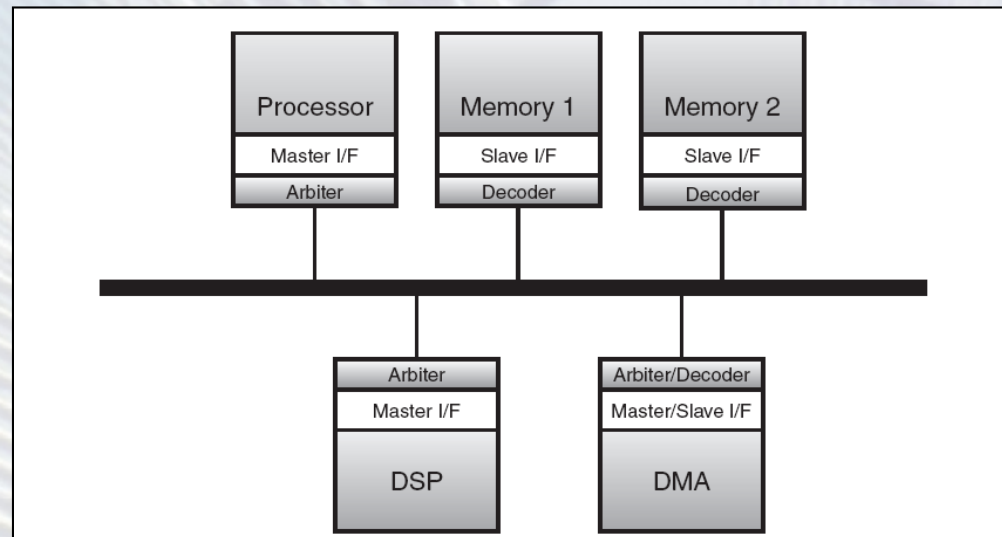 Processor
Master I/F
Arbiter
Memory 1
Slave I/F
Decoder
Memory 2
Slave I/F
Decoder
Arbiter
Master I/F
DSP
Arbiter/Decoder
Master/Slave I/F
DMA